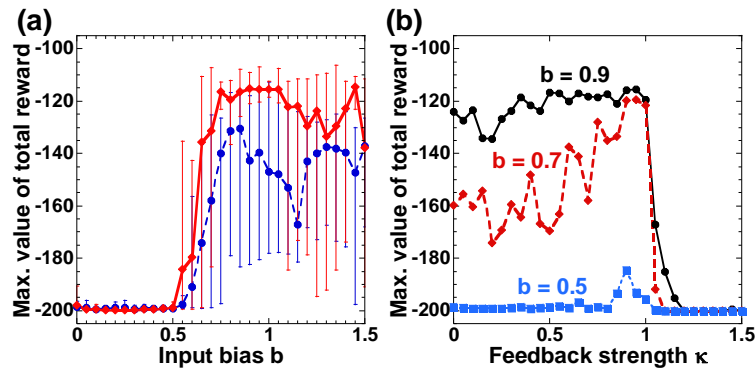 (a)
Max. value of total reward
-100
-120
-140
-160
-180
-200
0
0.5
1
1.5
Input bias b
(b)
Max. value of total reward
-100
-120
-140
-160
-180
-200
b = 0.9
b = 0.7
b = 0.5
0
0.5
1
1.5
Feedback strength κ